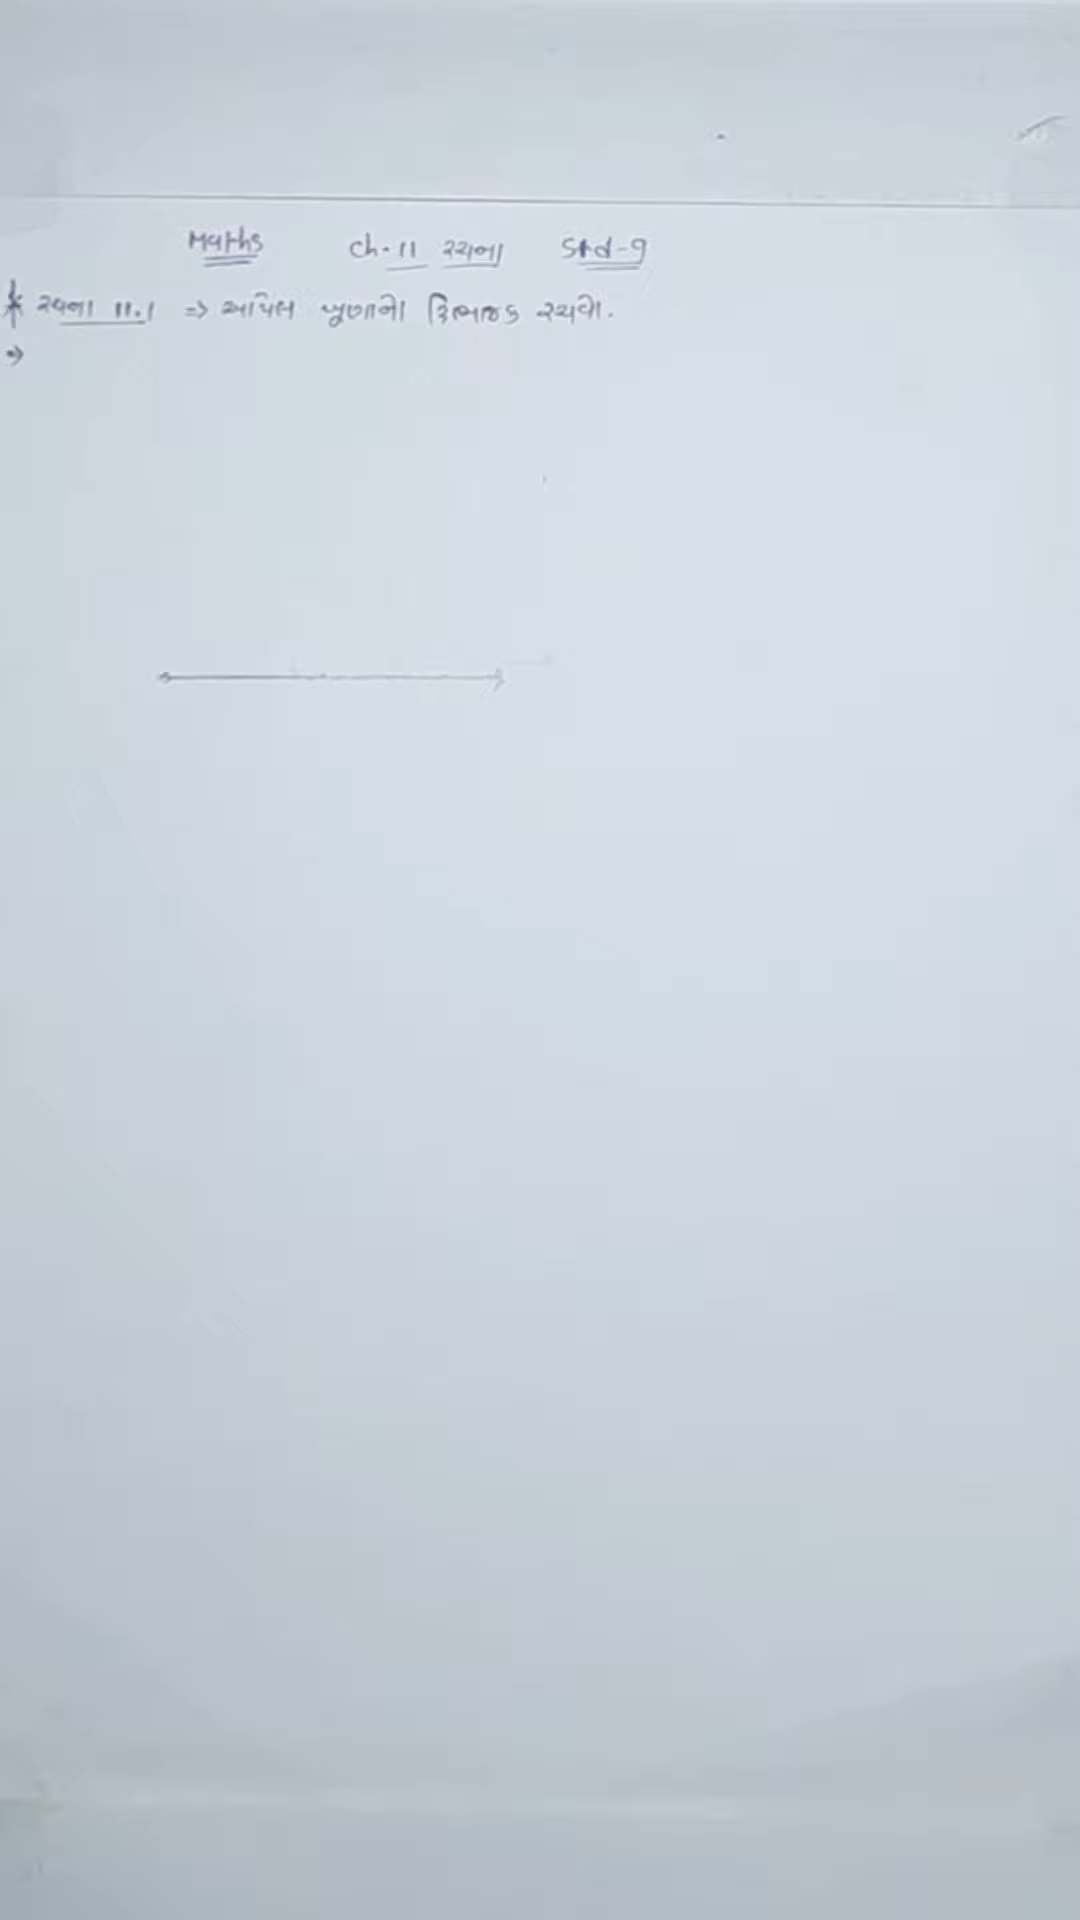 Maths ch-11 રચના Std-9
* રચના 11.1 => આપેલ ખૂણાનો દ્વિભાજક રચવો.
=>